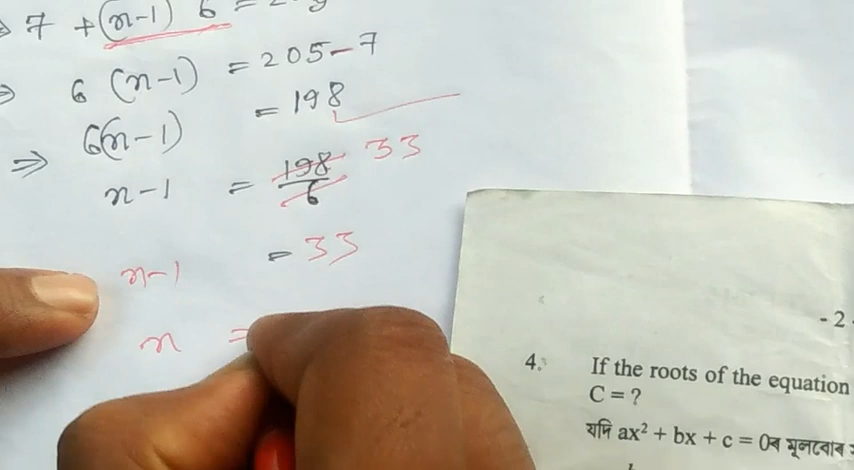 7 + (n-1) 6 =
⇒ 6 (n-1) = 205-7
6(n-1) = 198
⇒ n-1 = 198/6 33
n-1 = 33
n =
- 2
4. If the roots of the equation
C = ?
যদি ax² + bx + c = 0ৰ মূলবোৰ